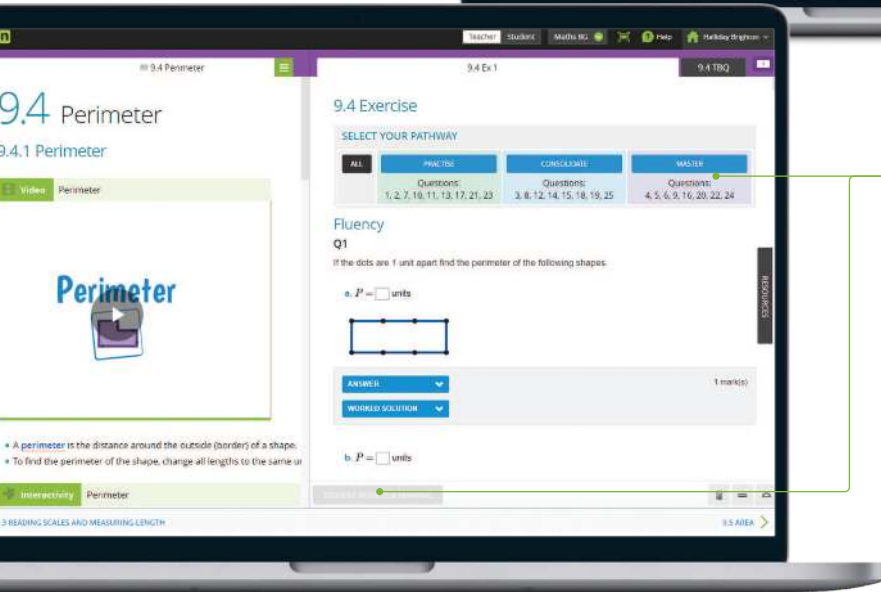 n
Teacher Student Maths 8G Help Halliday Brighton
9.4 Perimeter
9.4 Ex 1
9.4 TBQ
9.4 Perimeter
9.4.1 Perimeter
Video Perimeter
Perimeter
• A perimeter is the distance around the outside (border) of a shape.
• To find the perimeter of the shape, change all lengths to the same ur
Interactivity Perimeter
9.4 Exercise
SELECT YOUR PATHWAY
ALL
PRACTISE
Questions:
1, 2, 7, 10, 11, 13, 17, 21, 23
CONSOLIDATE
Questions:
3, 8, 12, 14, 15, 18, 19, 25
MASTER
Questions:
4, 5, 6, 9, 16, 20, 22, 24
Fluency
Q1
If the dots are 1 unit apart find the perimeter of the following shapes.
a. P = units
ANSWER
1 mark(s)
WORKED SOLUTION
b. P = units
RESOURCES
3 READING SCALES AND MEASURING LENGTH
9.5 AREA